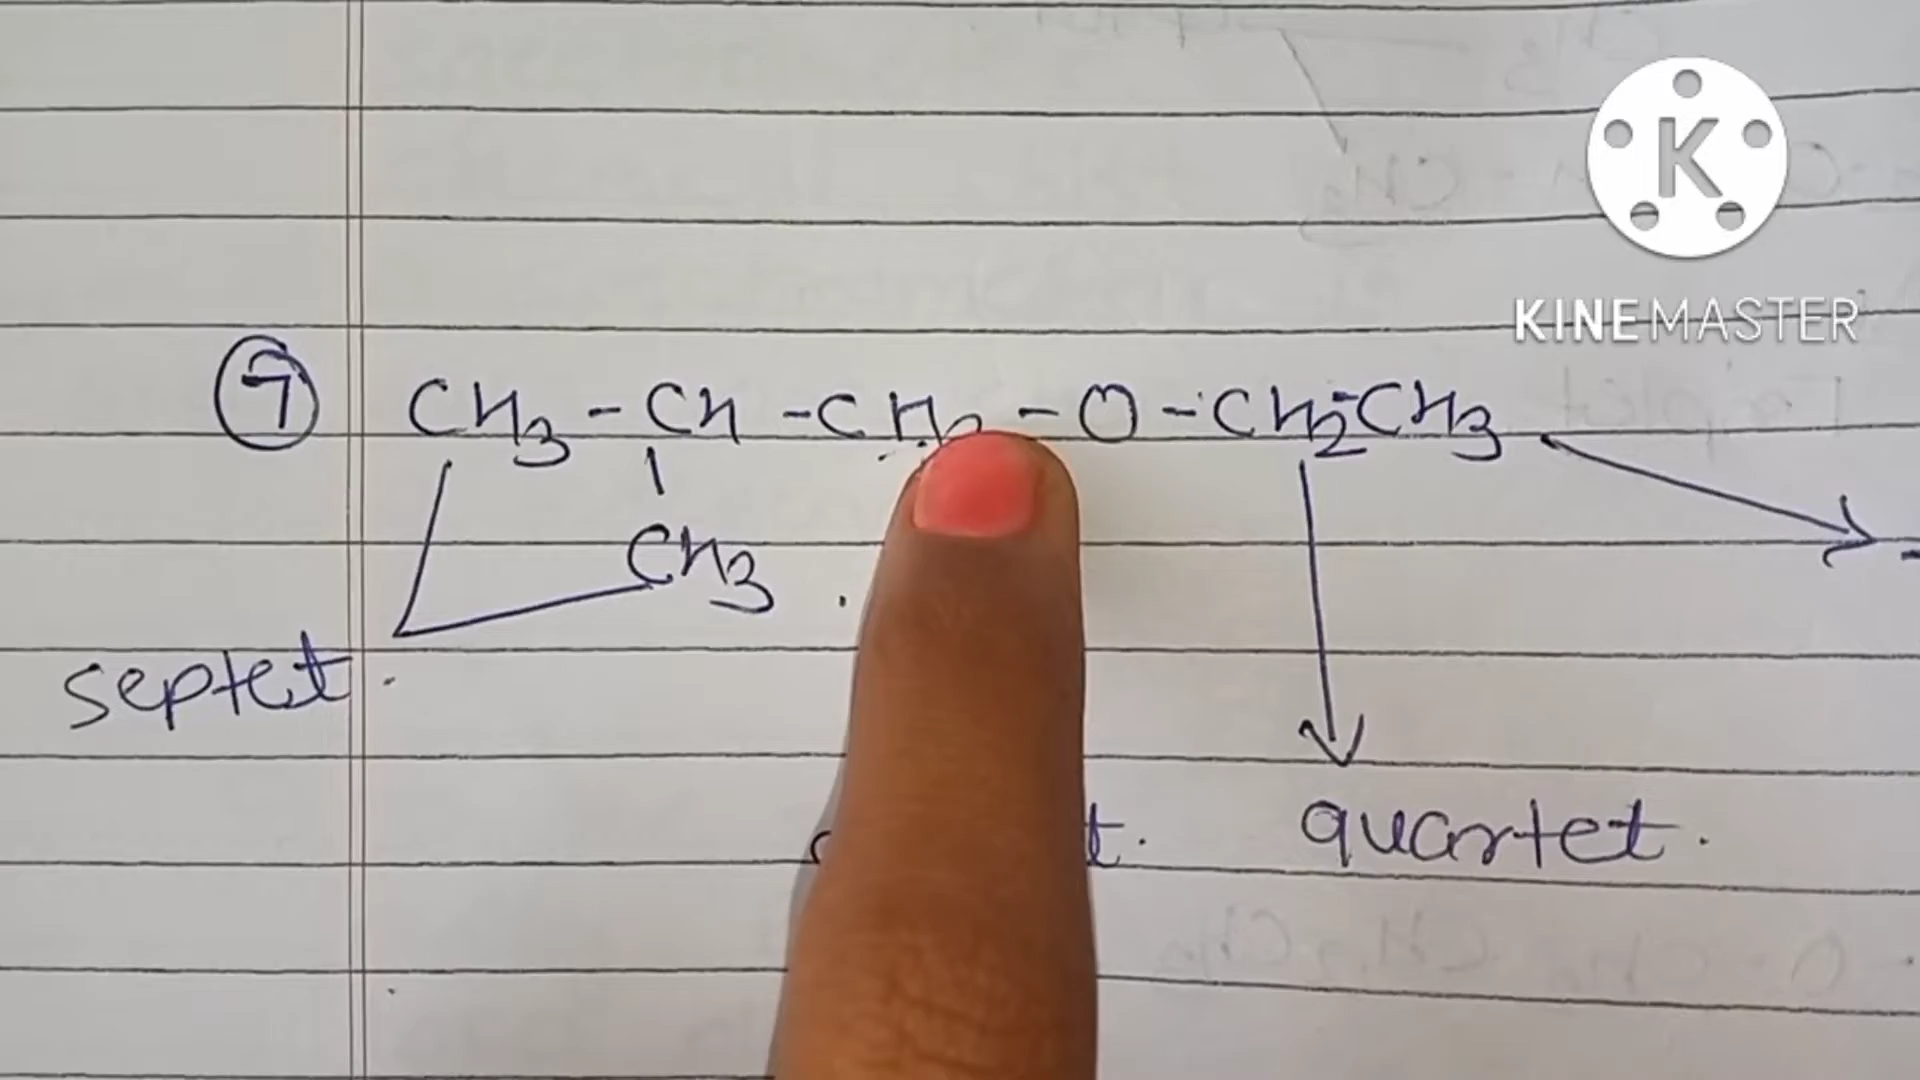 KINEMASTER
7 CH3 - CH - CH2 - O - CH2-CH3
CH3
septet.
quartet.